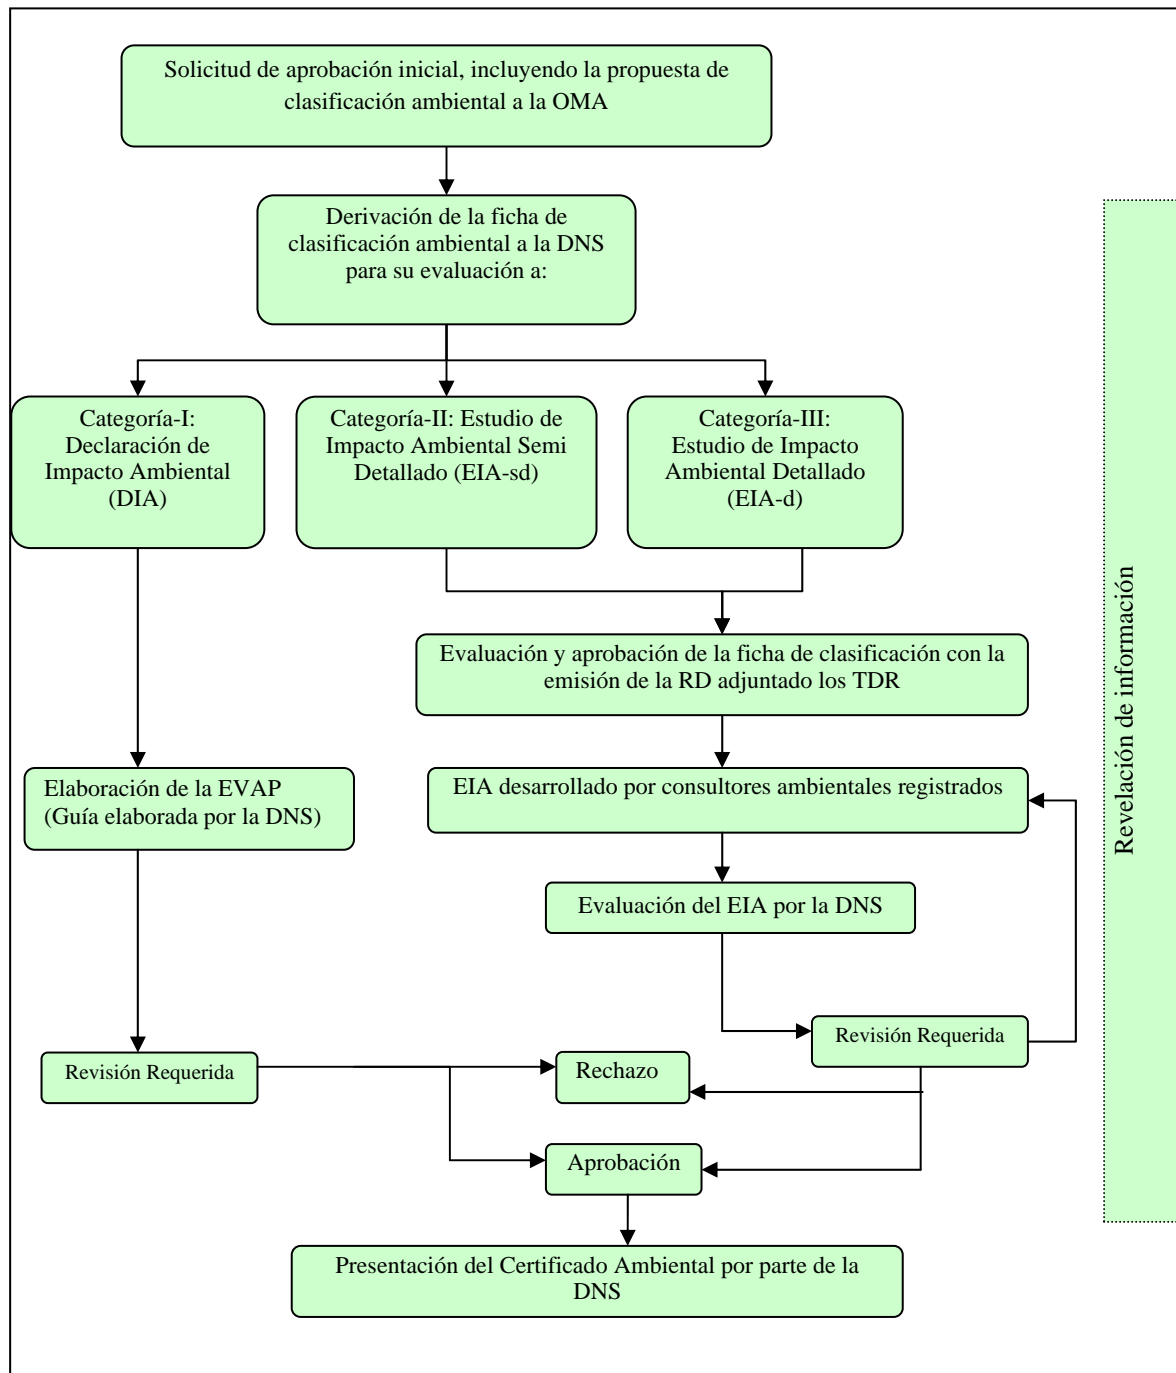 Solicitud de aprobación inicial, incluyendo la propuesta de
clasificación ambiental a la OMA
Derivación de la ficha de
clasificación ambiental a la DNS
para su evaluación a:
Categoría-I:
Declaración de
Impacto Ambiental
(DIA)
Categoría-II: Estudio de
Impacto Ambiental Semi
Detallado (EIA-sd)
Categoría-III:
Estudio de Impacto
Ambiental Detallado
(EIA-d)
Evaluación y aprobación de la ficha de clasificación con la
emisión de la RD adjuntado los TDR
Elaboración de la EVAP
(Guía elaborada por la DNS)
EIA desarrollado por consultores ambientales registrados
Evaluación del EIA por la DNS
Revisión Requerida
Revisión Requerida
Rechazo
Aprobación
Presentación del Certificado Ambiental por parte de la
DNS
Revelación de información